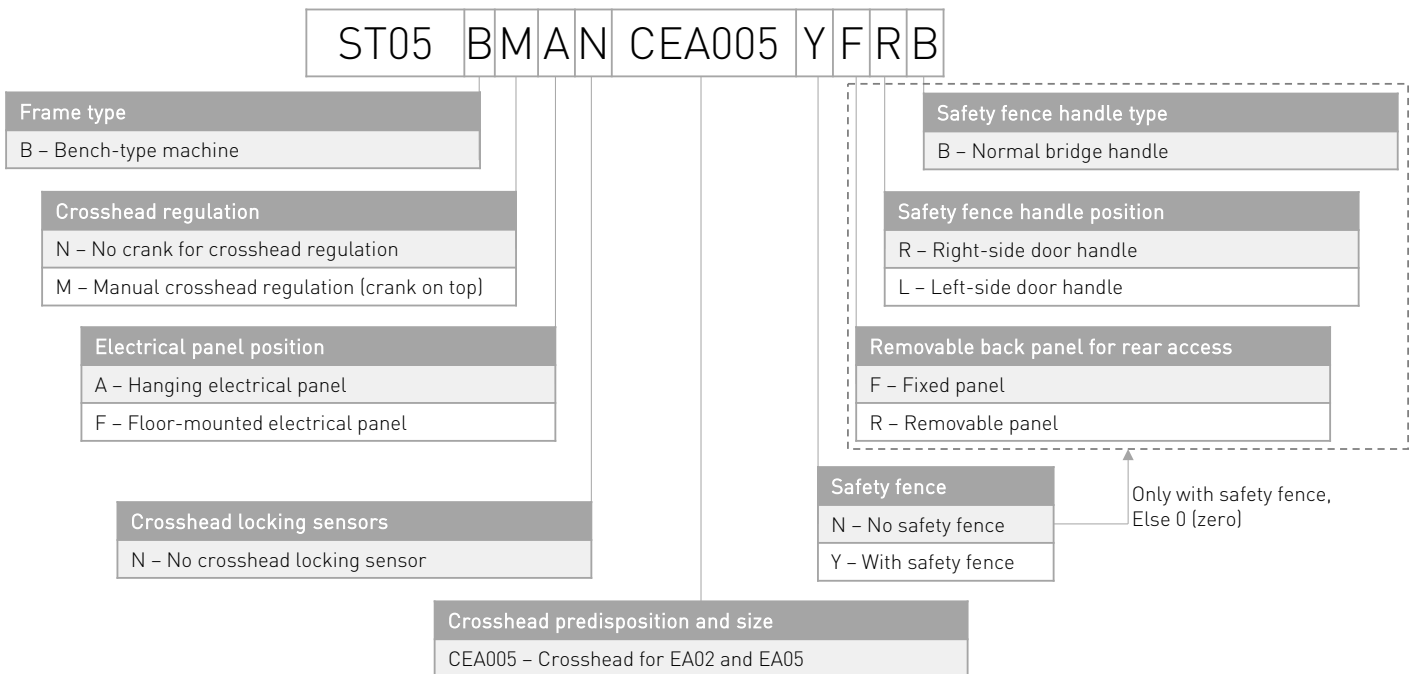 ST05 B M A N CEA005 Y F R B
Frame type
B – Bench-type machine
Safety fence handle type
B – Normal bridge handle
Crosshead regulation
N – No crank for crosshead regulation
M – Manual crosshead regulation (crank on top)
Safety fence handle position
R – Right-side door handle
L – Left-side door handle
Electrical panel position
A – Hanging electrical panel
F – Floor-mounted electrical panel
Removable back panel for rear access
F – Fixed panel
R – Removable panel
Crosshead locking sensors
N – No crosshead locking sensor
Safety fence
N – No safety fence
Y – With safety fence
Only with safety fence,
Else 0 (zero)
Crosshead predisposition and size
CEA005 – Crosshead for EA02 and EA05